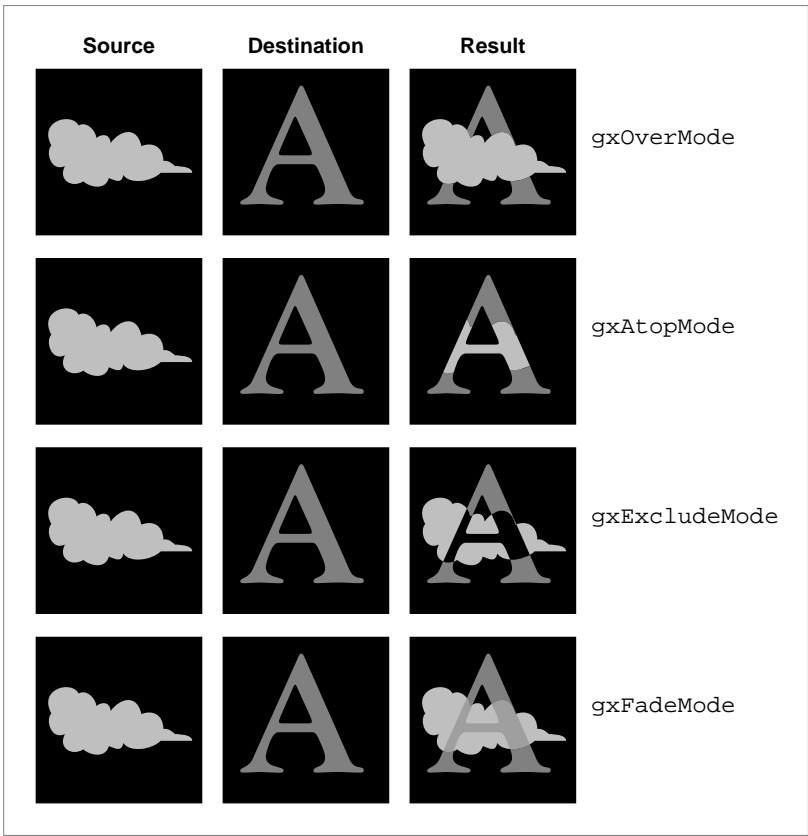 Source Destination Result
gxOverMode
gxAtopMode
gxExcludeMode
gxFadeMode